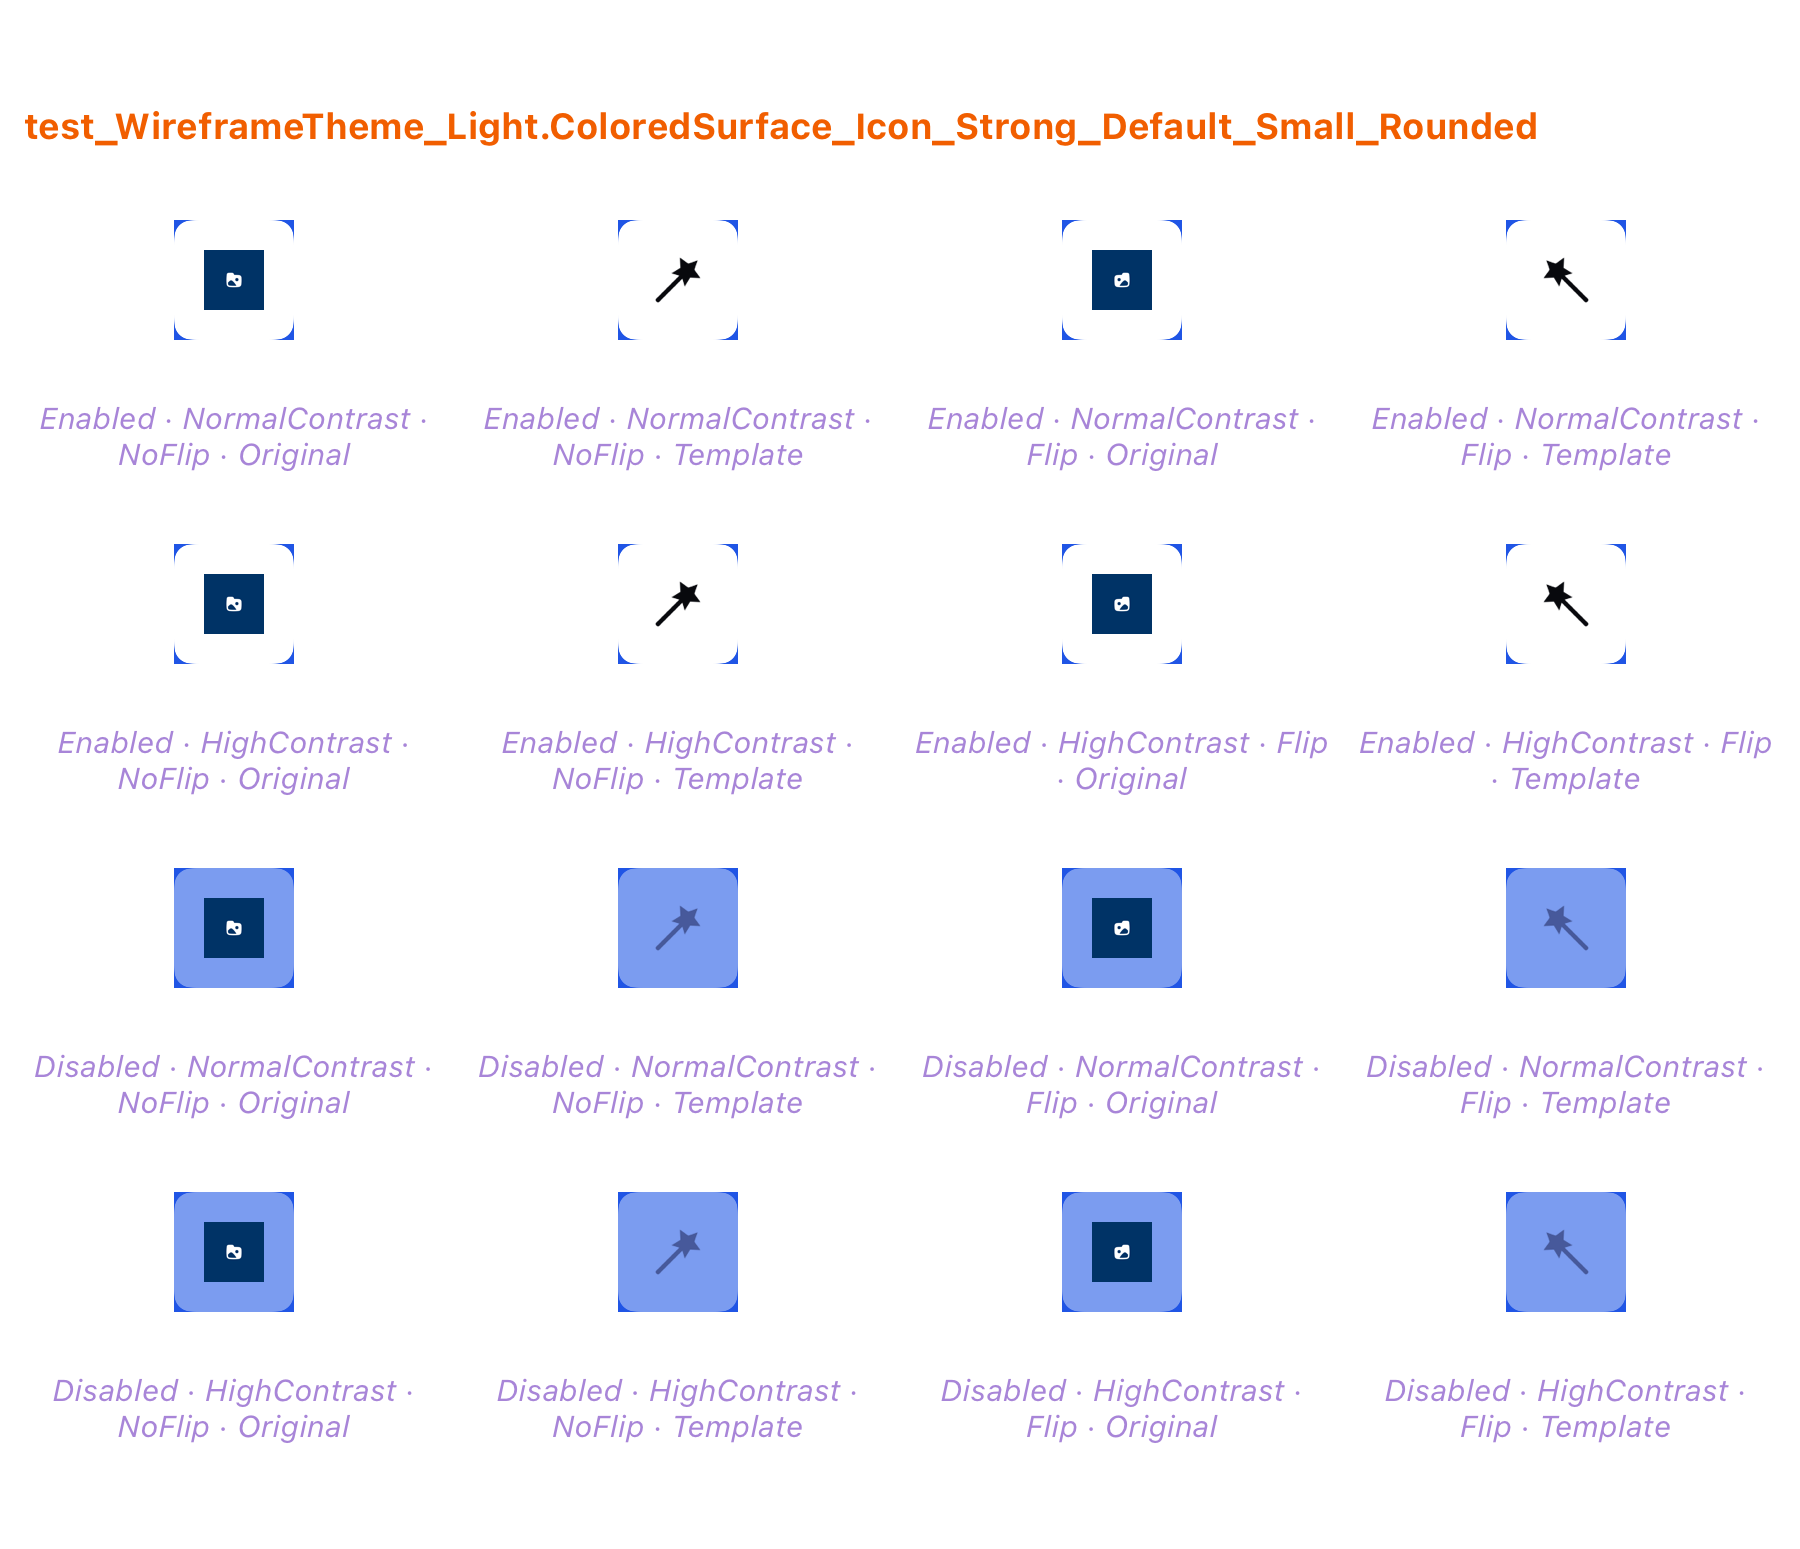 test_WireframeTheme_Light.ColoredSurface_Icon_Strong_Default_Small_Rounded
Enabled · NormalContrast ·
NoFlip · Original
Enabled · NormalContrast ·
NoFlip · Template
Enabled · NormalContrast ·
Flip · Original
Enabled · NormalContrast ·
Flip · Template
Enabled · HighContrast ·
NoFlip · Original
Enabled · HighContrast ·
NoFlip · Template
Enabled · HighContrast · Flip
· Original
Enabled · HighContrast · Flip
· Template
Disabled · NormalContrast ·
NoFlip · Original
Disabled · NormalContrast ·
NoFlip · Template
Disabled · NormalContrast ·
Flip · Original
Disabled · NormalContrast ·
Flip · Template
Disabled · HighContrast ·
NoFlip · Original
Disabled · HighContrast ·
NoFlip · Template
Disabled · HighContrast ·
Flip · Original
Disabled · HighContrast ·
Flip · Template